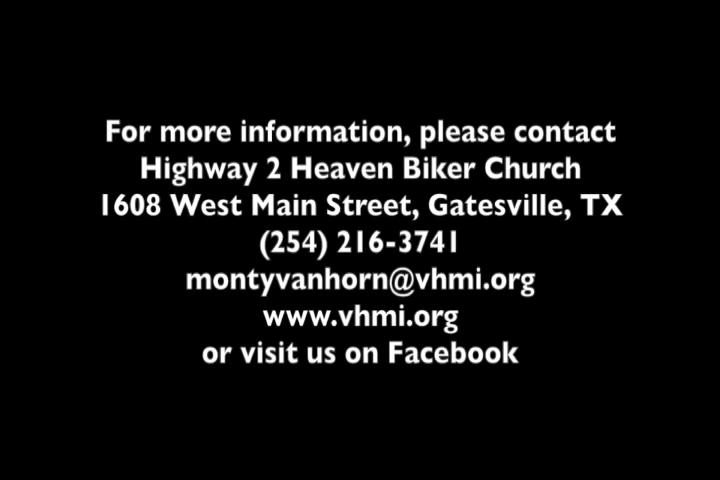 For more information, please contact
Highway 2 Heaven Biker Church
1608 West Main Street, Gatesville, TX
(254) 216-3741
montyvanhorn@vhmi.org
www.vhmi.org
or visit us on Facebook